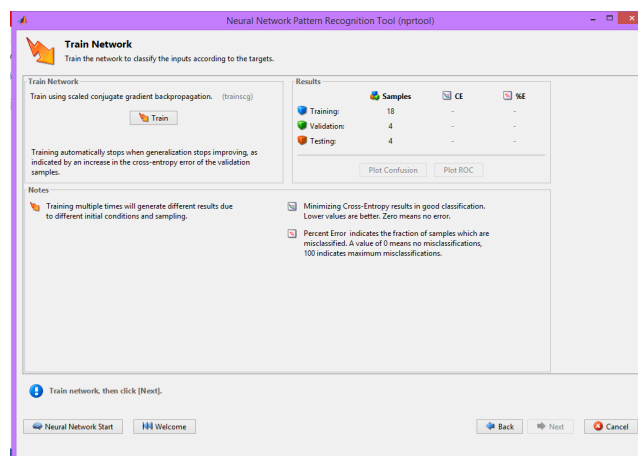 Neural Network Pattern Recognition Tool (nprtool)
Train Network
Train the network to classify the inputs according to the targets.
Train Network
Train using scaled conjugate gradient backpropagation. (trainscg)
Train
Training automatically stops when generalization stops improving, as
indicated by an increase in the cross-entropy error of the validation
samples.
Results
Samples CE %E
Training: 18 - -
Validation: 4 - -
Testing: 4 - -
Plot Confusion Plot ROC
Notes
Training multiple times will generate different results due
to different initial conditions and sampling.
Minimizing Cross-Entropy results in good classification.
Lower values are better. Zero means no error.
Percent Error indicates the fraction of samples which are
misclassified. A value of 0 means no misclassifications,
100 indicates maximum misclassifications.
Train network, then click [Next].
Neural Network Start Welcome Back Next Cancel